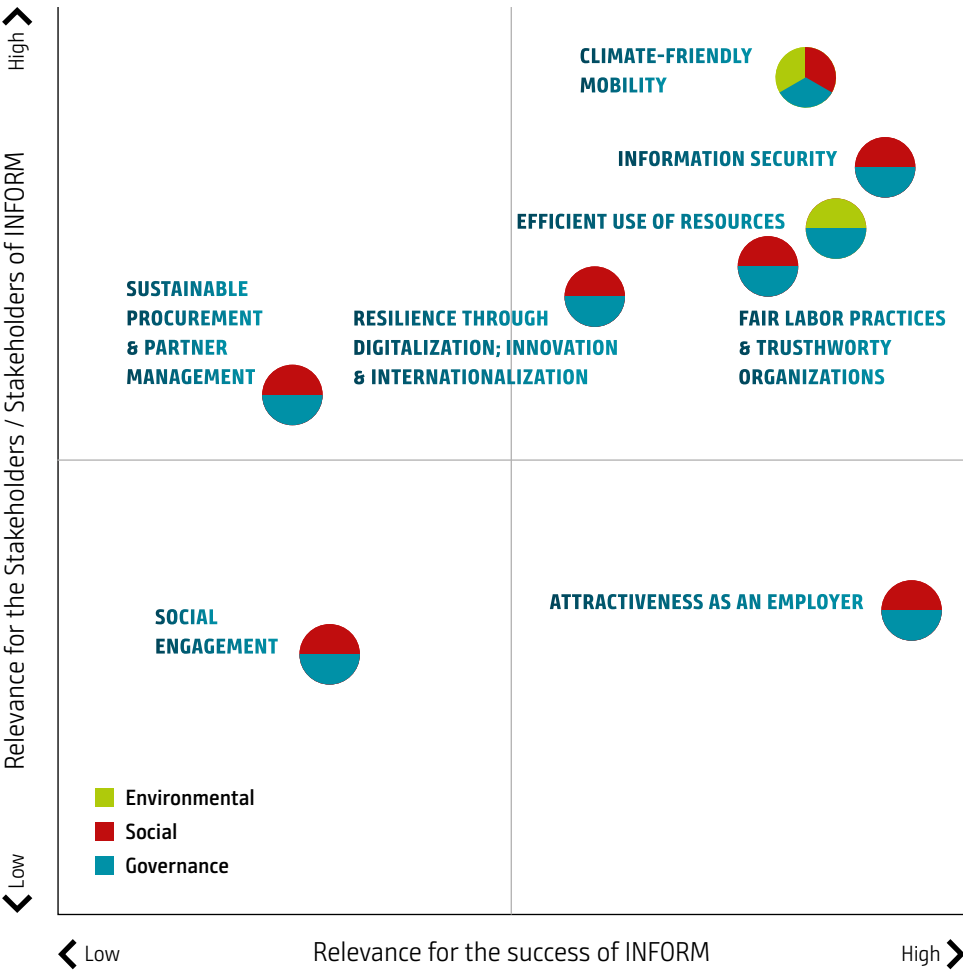 High
Relevance for the Stakeholders / Stakeholders of INFORM
Low
CLIMATE-FRIENDLY
MOBILITY
INFORMATION SECURITY
EFFICIENT USE OF RESOURCES
SUSTAINABLE
PROCUREMENT
& PARTNER
MANAGEMENT
RESILIENCE THROUGH
DIGITALIZATION; INNOVATION
& INTERNATIONALIZATION
FAIR LABOR PRACTICES
& TRUSTHWORTY
ORGANIZATIONS
SOCIAL
ENGAGEMENT
ATTRACTIVENESS AS AN EMPLOYER
Environmental
Social
Governance
Low
Relevance for the success of INFORM
High